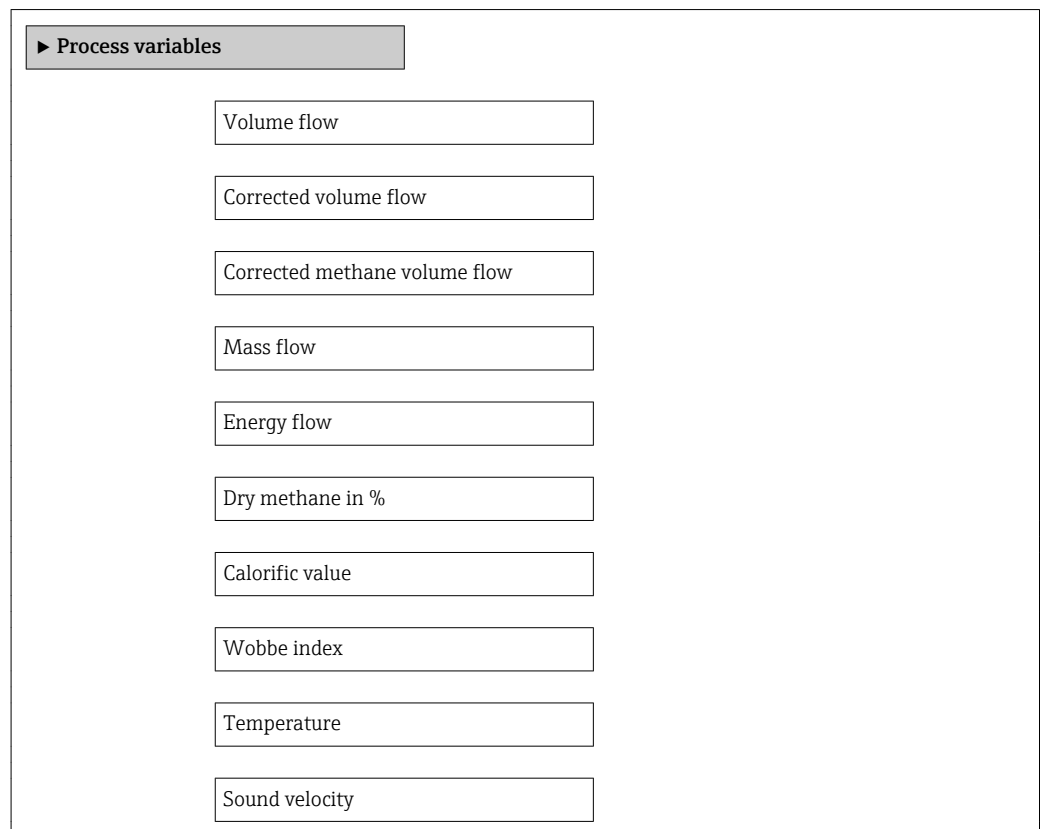 ▶ Process variables
Volume flow
Corrected volume flow
Corrected methane volume flow
Mass flow
Energy flow
Dry methane in %
Calorific value
Wobbe index
Temperature
Sound velocity